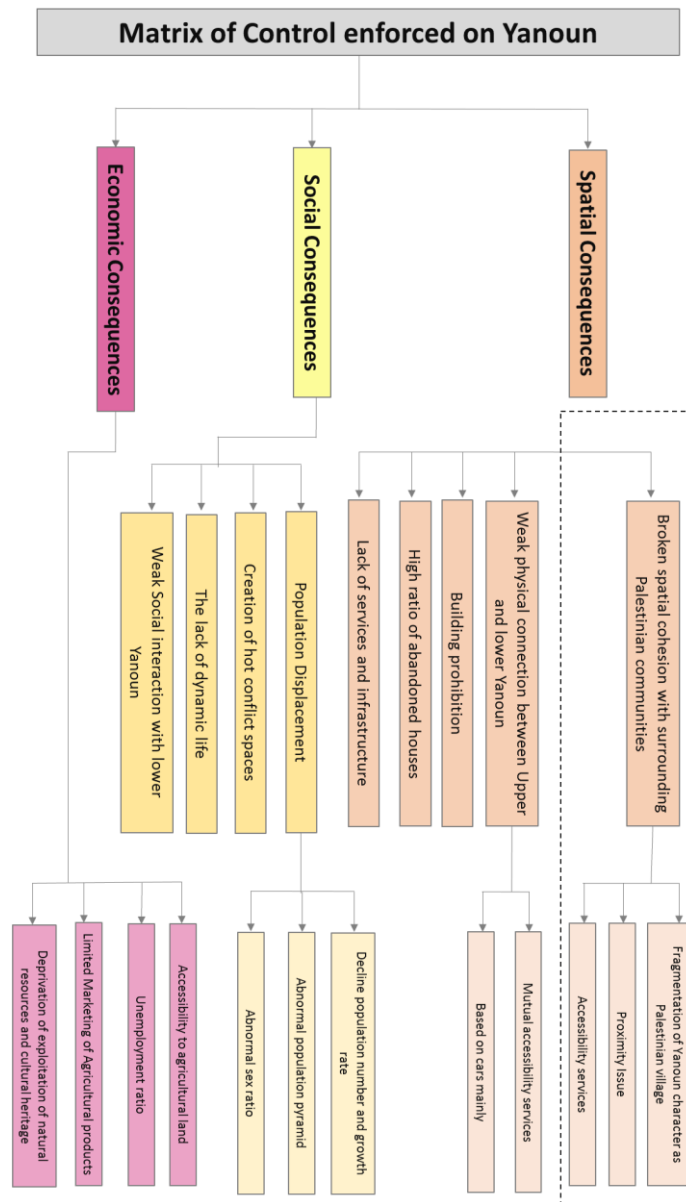 Matrix of Control enforced on Yanoun
Spatial Consequences
Broken spatial cohesion with surrounding
Palestinian communities
Fragmentation of Yanoun character as
Palestinian village
Proximity Issue
Accessibility services
Weak physical connection between Upper
and lower Yanoun
Mutual accessibility services
Based on cars mainly
Building prohibition
High ratio of abandoned houses
Lack of services and infrastructure
Social Consequences
Population Displacement
Decline population number and growth
rate
Abnormal population pyramid
Abnormal sex ratio
Creation of hot conflict spaces
The lack of dynamic life
Weak Social interaction with lower
Yanoun
Economic Consequences
Accessibility to agricultural land
Unemployment ratio
Limited Marketing of Agricultural products
Deprivation of exploitation of natural
resources and cultural heritage